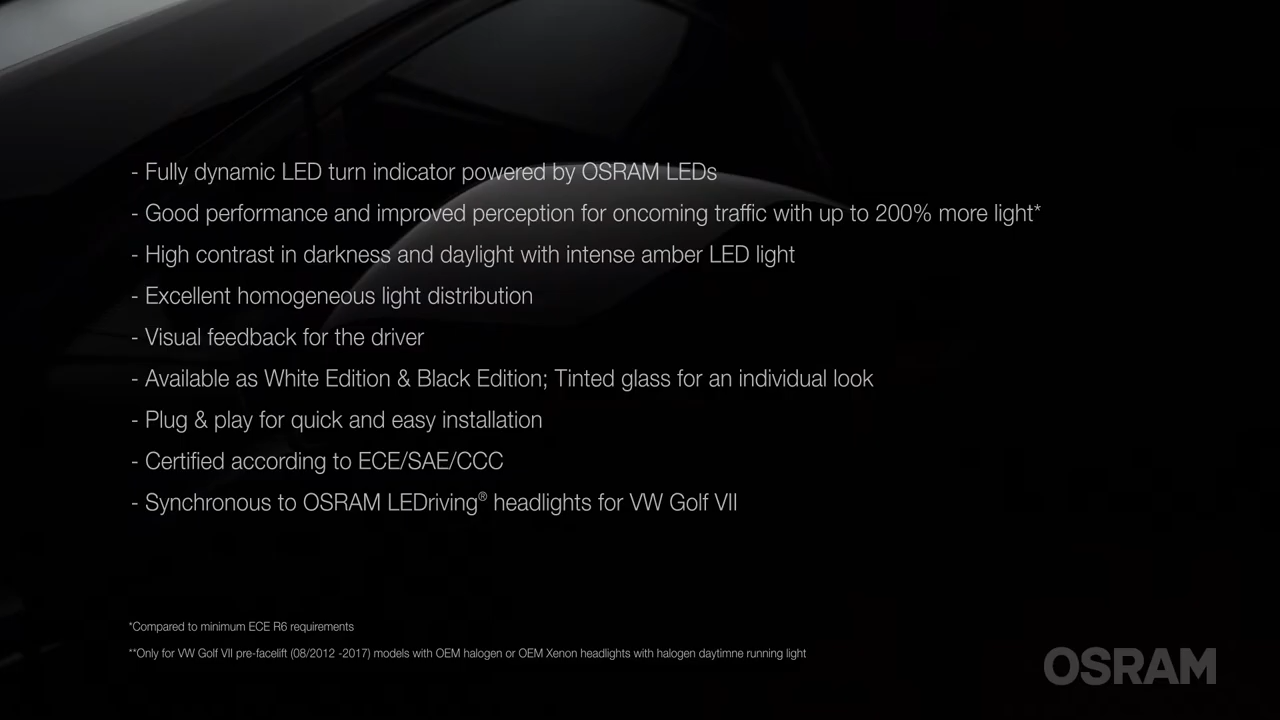 - Fully dynamic LED turn indicator powered by OSRAM LEDs
- Good performance and improved perception for oncoming traffic with up to 200% more light*
- High contrast in darkness and daylight with intense amber LED light
- Excellent homogeneous light distribution
- Visual feedback for the driver
- Available as White Edition & Black Edition; Tinted glass for an individual look
- Plug & play for quick and easy installation
- Certified according to ECE/SAE/CCC
- Synchronous to OSRAM LEDriving® headlights for VW Golf VII
*Compared to minimum ECE R6 requirements
**Only for VW Golf VII pre-facelift (08/2012 -2017) models with OEM halogen or OEM Xenon headlights with halogen daytimne running light
OSRAM